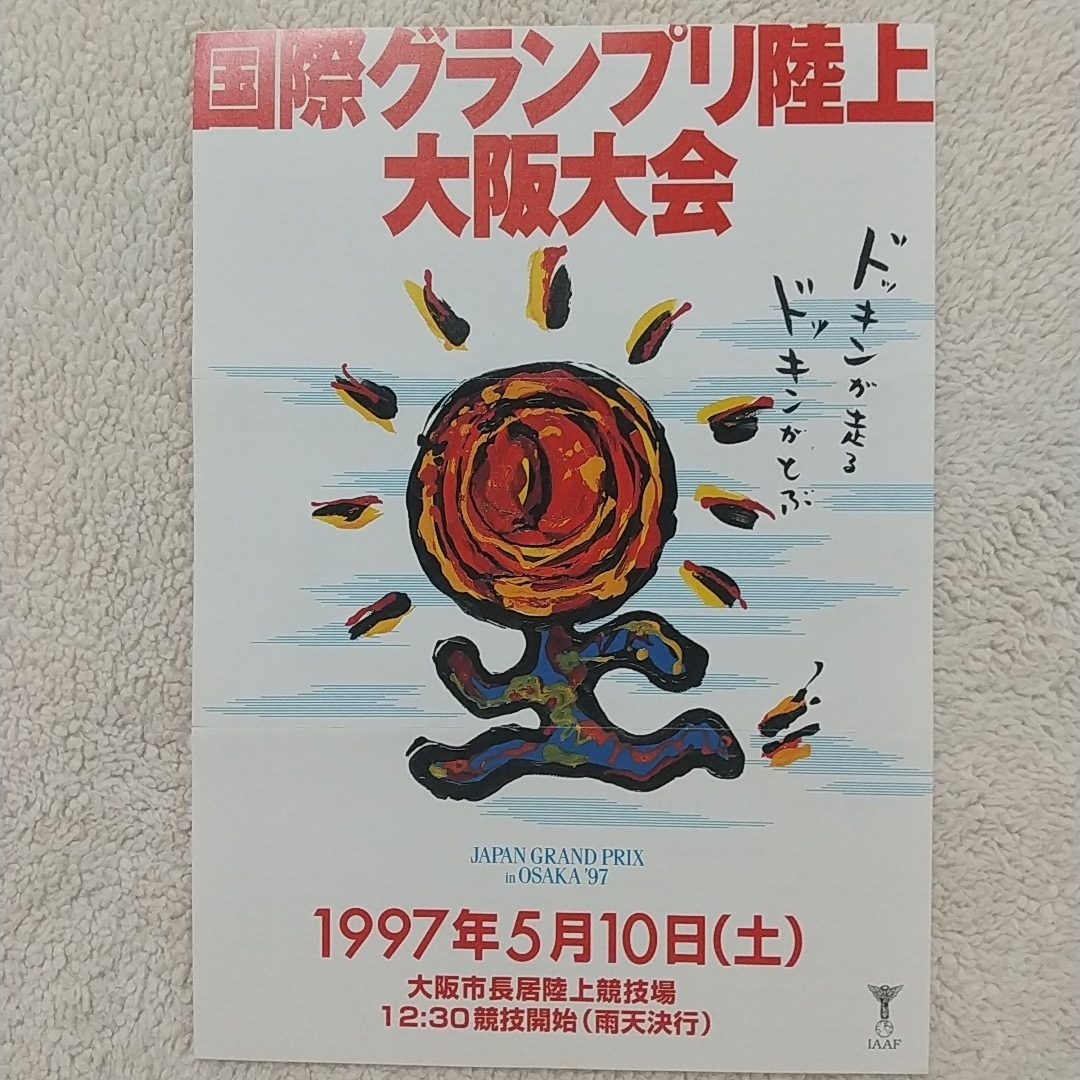 国際グランプリ陸上
大阪大会
ドッキンが走る
ドッキンがとぶ
JAPAN GRAND PRIX
in OSAKA '97
1997年5月10日(土)
大阪市長居陸上競技場
12:30競技開始(雨天決行)
IAAF